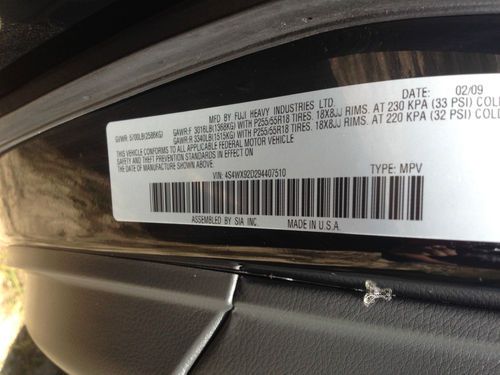 MFD. BY FUJI HEAVY INDUSTRIES LTD. DATE: 02/09
GVWR: 5700LB(2586KG) GAWR:F 3016LB(1368KG) WITH P255/55R18 TIRES. 18X8JJ RIMS. AT 230 KPA (33 PSI) COLD
GAWR:R 3340LB(1515KG) WITH P255/55R18 TIRES. 18X8JJ RIMS. AT 220 KPA (32 PSI) COLD
THIS VEHICLE CONFORMS TO ALL APPLICABLE FEDERAL MOTOR VEHICLE
SAFETY AND THEFT PREVENTION STANDARDS IN EFFECT ON
THE DATE OF MANUFACTURE SHOWN ABOVE.
VIN: 4S4WX92D294407510 TYPE: MPV
ASSEMBLED BY SIA INC. MADE IN U.S.A.